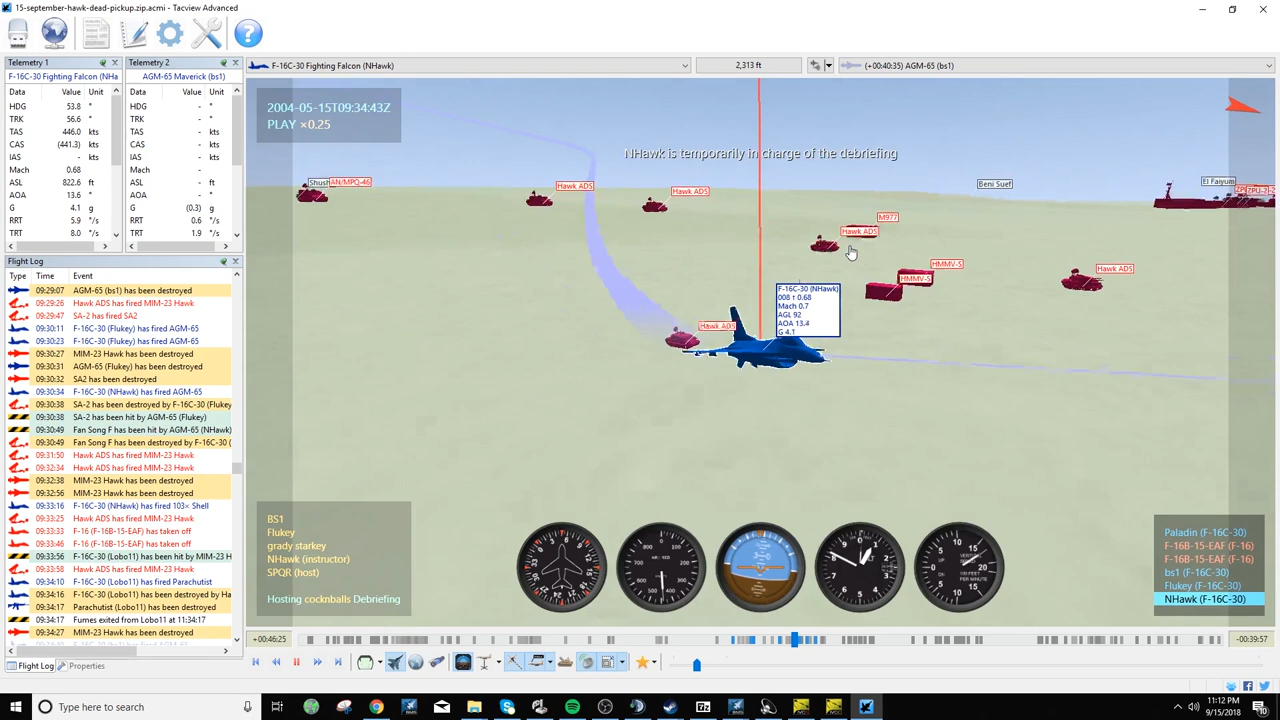 15-september-hawk-dead-pickup.zip.acmi - Tacview Advanced
Telemetry 1
Telemetry 2
F-16C-30 Fighting Falcon (NHa
AGM-65 Maverick (bs1)
Data Value Unit
HDG 53.8 °
TRK 56.6 °
TAS 446.0 kts
CAS (441.3) kts
IAS - kts
Mach 0.68
ASL 822.6 ft
AOA 13.6 °
G 4.1 g
RRT 5.9 °/s
TRT 8.0 °/s
Data Value Unit
HDG - °
TRK - °
TAS - kts
CAS - kts
IAS - kts
Mach -
ASL - ft
AOA - °
G (0.3) g
RRT 0.6 °/s
TRT 1.9 °/s
Flight Log
Type Time Event
09:29:07 AGM-65 (bs1) has been destroyed
09:29:26 Hawk ADS has fired MIM-23 Hawk
09:29:47 SA-2 has fired SA2
09:30:11 F-16C-30 (Flukey) has fired AGM-65
09:30:23 F-16C-30 (Flukey) has fired AGM-65
09:30:27 MIM-23 Hawk has been destroyed
09:30:31 AGM-65 (Flukey) has been destroyed
09:30:32 SA2 has been destroyed
09:30:34 F-16C-30 (NHawk) has fired AGM-65
09:30:38 SA-2 has been destroyed by F-16C-30 (Flukey
09:30:38 SA-2 has been hit by AGM-65 (Flukey)
09:30:49 Fan Song F has been hit by AGM-65 (NHawk)
09:30:49 Fan Song F has been destroyed by F-16C-30 (
09:31:50 Hawk ADS has fired MIM-23 Hawk
09:32:34 Hawk ADS has fired MIM-23 Hawk
09:32:38 MIM-23 Hawk has been destroyed
09:32:56 MIM-23 Hawk has been destroyed
09:33:16 F-16C-30 (NHawk) has fired 103× Shell
09:33:25 Hawk ADS has fired MIM-23 Hawk
09:33:33 F-16 (F-16B-15-EAF) has taken off
09:33:44 F-16 (F-16B-15-EAF) has taken off
09:33:56 F-16C-30 (Lobo11) has been hit by MIM-23 H
09:33:58 Hawk ADS has fired MIM-23 Hawk
09:34:10 F-16C-30 (Lobo11) has fired Parachutist
09:34:16 F-16C-30 (Lobo11) has been destroyed by Ha
09:34:17 Parachutist (Lobo11) has been destroyed
09:34:17 Fumes exited from Lobo11 at 11:34:17
09:34:27 MIM-23 Hawk has been destroyed
Flight Log
Properties
F-16C-30 Fighting Falcon (NHawk)
2,313 ft
(+00:40:35) AGM-65 (bs1)
2004-05-15T09:34:43Z
PLAY ×0.25
NHawk is temporarily in charge of the debriefing
Shush
AN/MPQ-46
Hawk ADS
Hawk ADS
Beni Suef
El Faiyum
ZPU-2
M977
Hawk ADS
HMMV-S
HMMV-S
Hawk ADS
Hawk ADS
F-16C-30 (NHawk)
008 ↑ 0.68
Mach 0.7
AGL 92
AOA 13.4
G 4.1
BS1
Flukey
grady starkey
NHawk (instructor)
SPQR (host)
Hosting cocknballs Debriefing
Paladin (F-16C-30)
F-16B-15-EAF (F-16)
F-16B-15-EAF (F-16)
bs1 (F-16C-30)
Flukey (F-16C-30)
NHawk (F-16C-30)
+00:46:25
-00:39:57
Type here to search
11:12 PM
9/15/2018